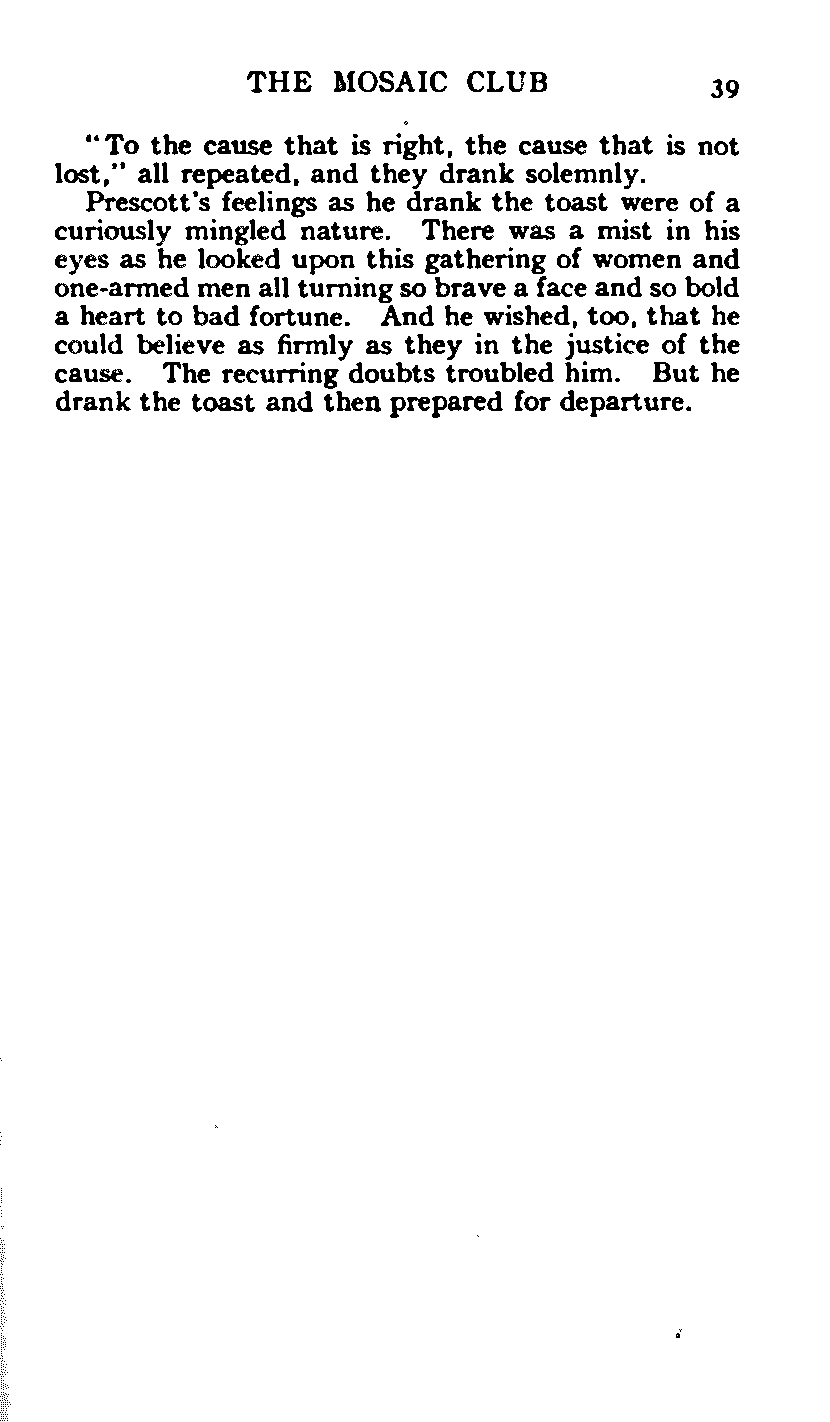 THE MOSAIC CLUB 39
"To the cause that is right, the cause that is not
lost," all repeated, and they drank solemnly.
Prescott's feelings as he drank the toast were of a
curiously mingled nature. There was a mist in his
eyes as he looked upon this gathering of women and
one-armed men all turning so brave a face and so bold
a heart to bad fortune. And he wished, too, that he
could believe as firmly as they in the justice of the
cause. The recurring doubts troubled him. But he
drank the toast and then prepared for departure.